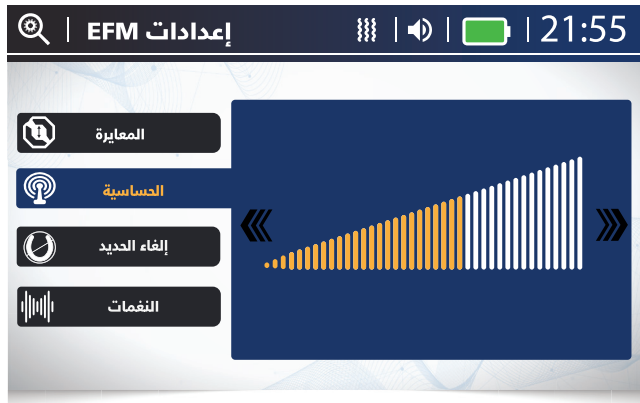 إعدادات EFM
21:55
المعايرة
الحساسية
إلغاء الحديد
النغمات